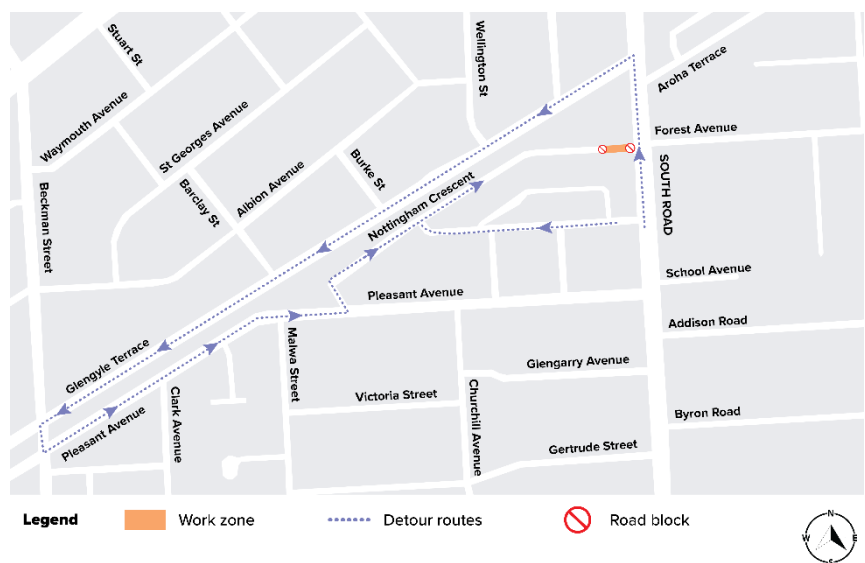 Stuart St
Wellington St
Aroha Terrace
Waymouth Avenue
St Georges Avenue
Forest Avenue
Burke St
Barclay St
Albion Avenue
Beckman Street
SOUTH ROAD
Nottingham Crescent
School Avenue
Pleasant Avenue
Addison Road
Glengyle Terrace
Malwa Street
Glengarry Avenue
Victoria Street
Churchill Avenue
Clark Avenue
Byron Road
Pleasant Avenue
Gertrude Street
Legend
Work zone
Detour routes
Road block
N
W E
S